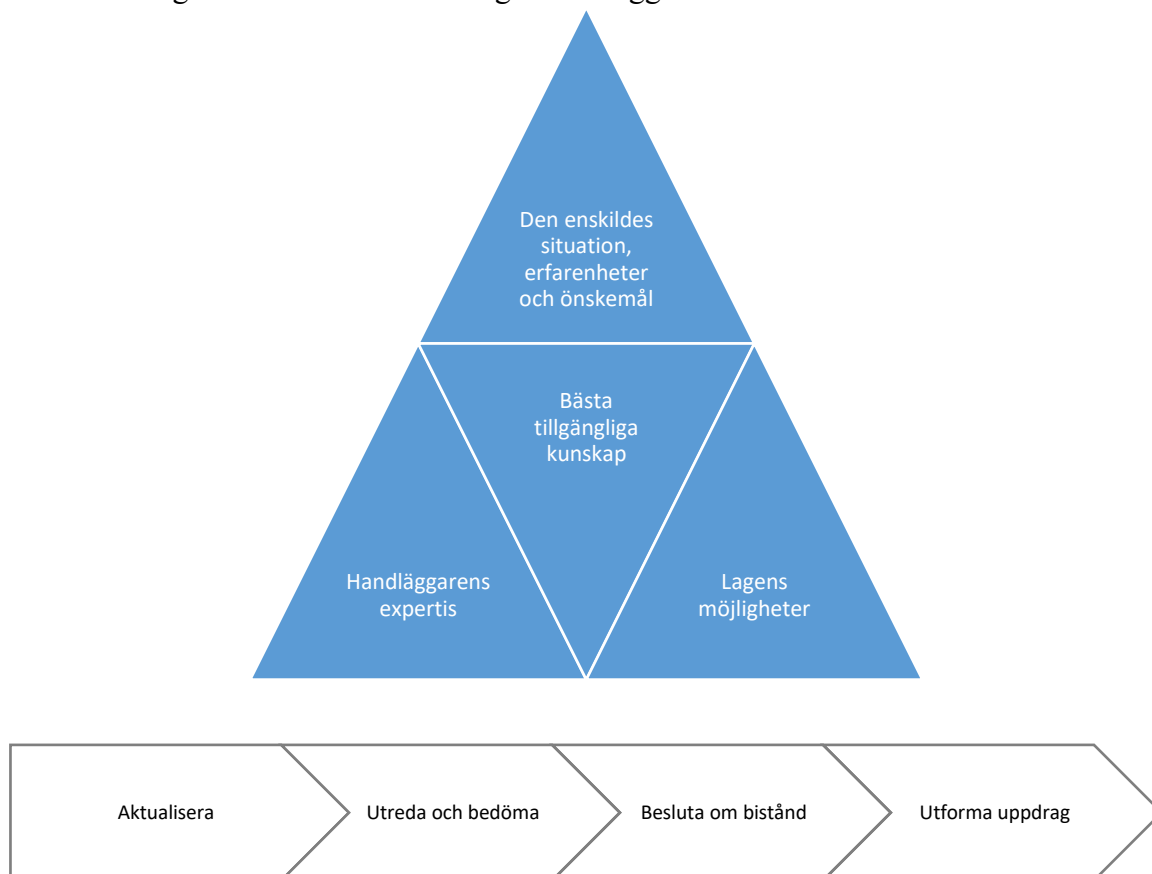 Den enskildes
situation,
erfarenheter
och önskemål
Bästa
tillgängliga
kunskap
Handläggarens
expertis
Lagens
möjligheter
Aktualisera
Utreda och bedöma
Besluta om bistånd
Utforma uppdrag